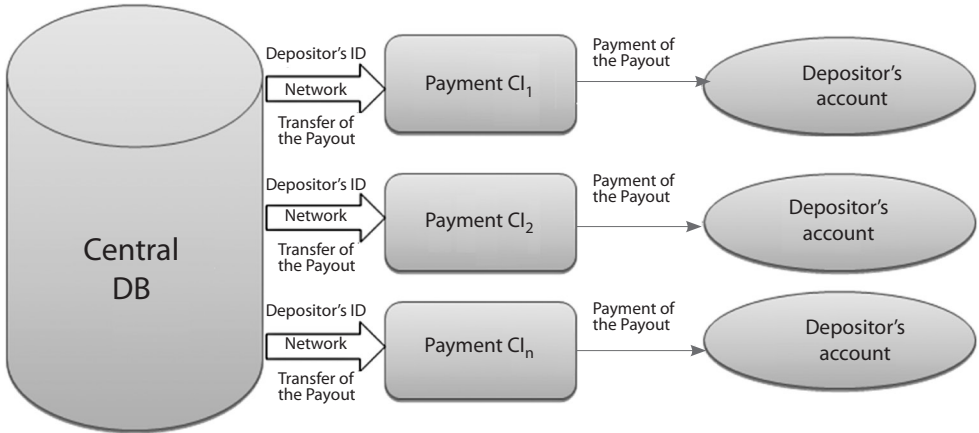 Central
DB
Depositor's ID
Network
Transfer of
the Payout
Payment CI₁
Payment of
the Payout
Depositor's
account
Depositor's ID
Network
Transfer of
the Payout
Payment CI₂
Payment of
the Payout
Depositor's
account
Depositor's ID
Network
Transfer of
the Payout
Payment CIₙ
Payment of
the Payout
Depositor's
account